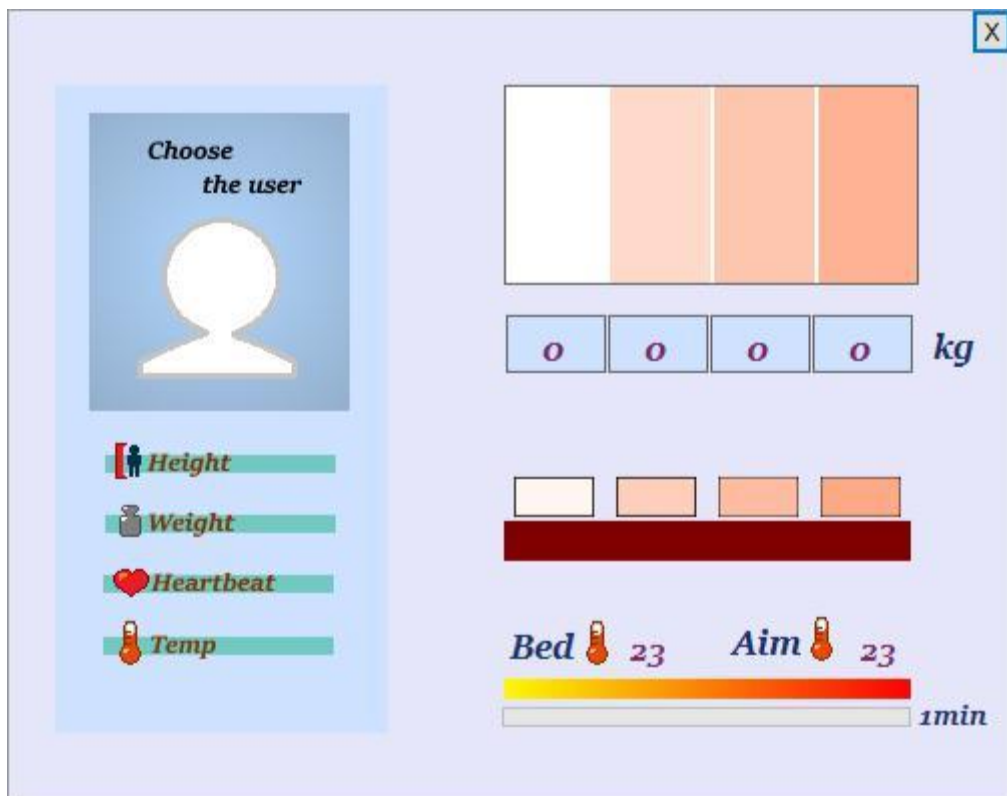 X
Choose
the user
Height
Weight
Heartbeat
Temp
0 0 0 0 kg
Bed 23 Aim 23
1min